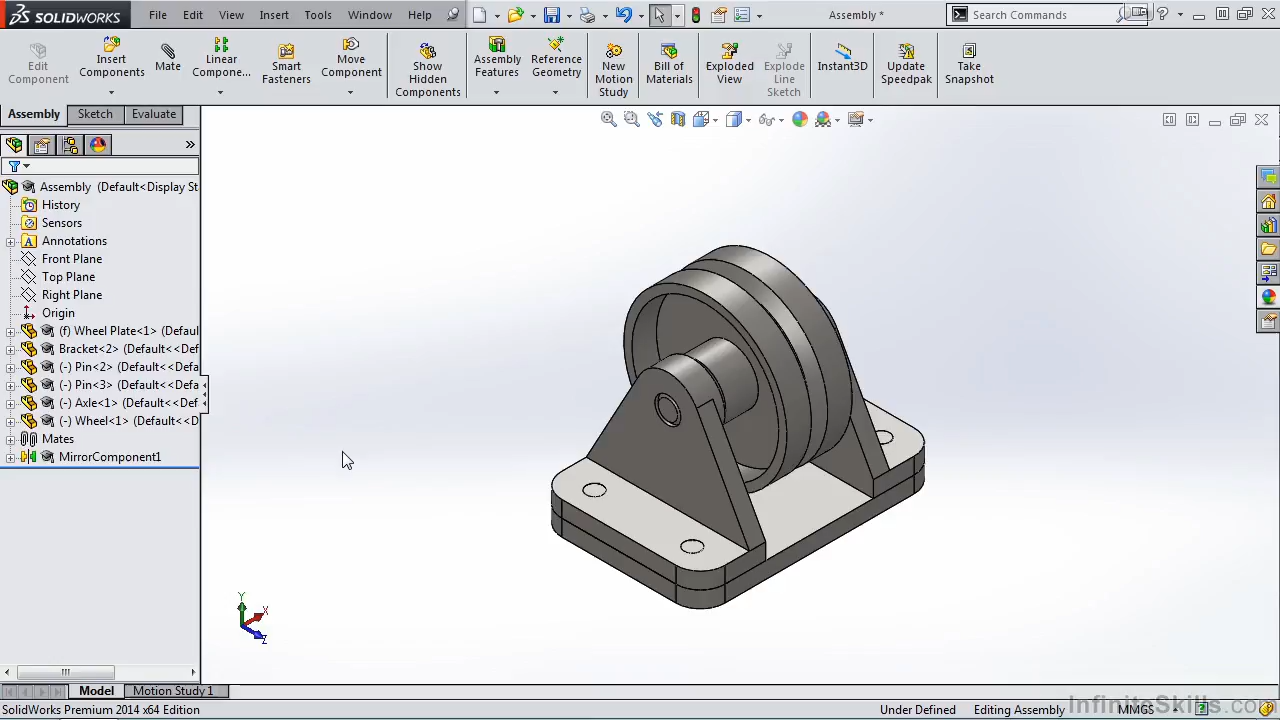 SOLIDWORKS File Edit View Insert Tools Window Help Assembly * Search Commands ?
Edit Component
Insert Components
Mate
Linear Compone...
Smart Fasteners
Move Component
Show Hidden Components
Assembly Features
Reference Geometry
New Motion Study
Bill of Materials
Exploded View
Explode Line Sketch
Instant3D
Update Speedpak
Take Snapshot
Assembly Sketch Evaluate
»
Assembly (Default<Display St
History
Sensors
A Annotations
Front Plane
Top Plane
Right Plane
Origin
(f) Wheel Plate<1> (Defaul
Bracket<2> (Default<<Def
(-) Pin<2> (Default<<Defa
(-) Pin<3> (Default<<Defa
(-) Axle<1> (Default<<Def
(-) Wheel<1> (Default<<D
Mates
MirrorComponent1
Y
X
Z
Model Motion Study 1
SolidWorks Premium 2014 x64 Edition Under Defined Editing Assembly MMGS ?
InfiniteSkills.com